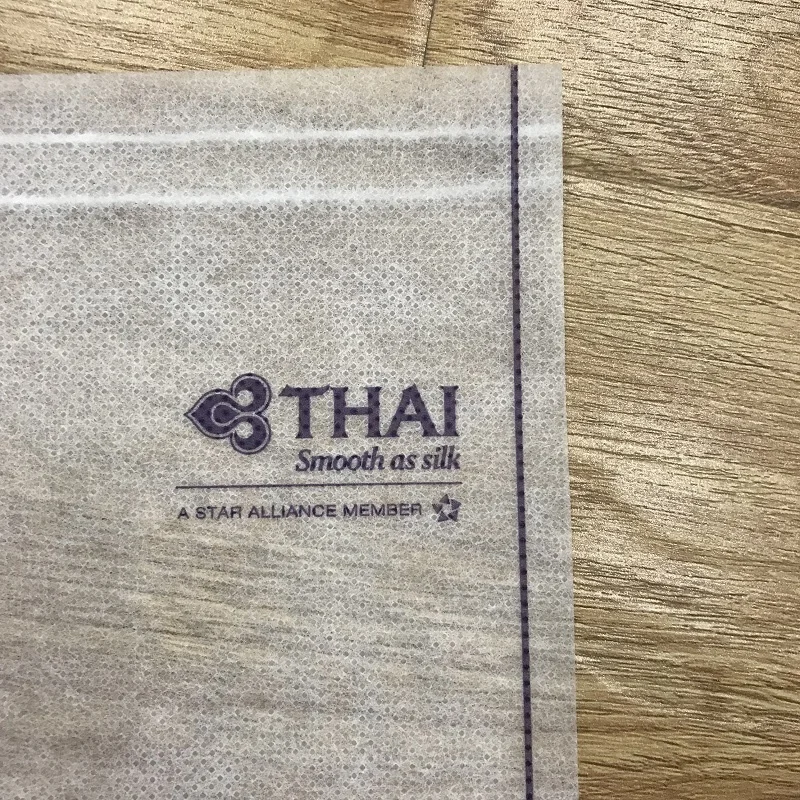 THAI
Smooth as silk
A STAR ALLIANCE MEMBER